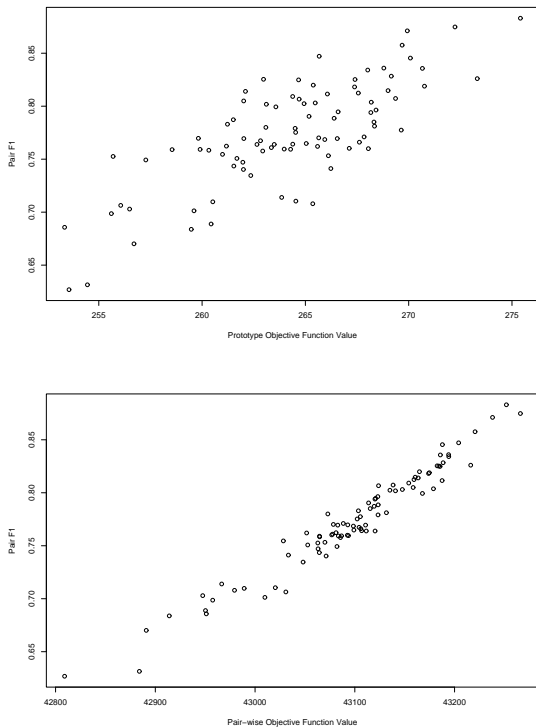 0.85
0.80
0.75
0.70
0.65
Pair F1
255 260 265 270 275
Prototype Objective Function Value
0.85
0.80
0.75
0.70
0.65
Pair F1
42800 42900 43000 43100 43200
Pair−wise Objective Function Value